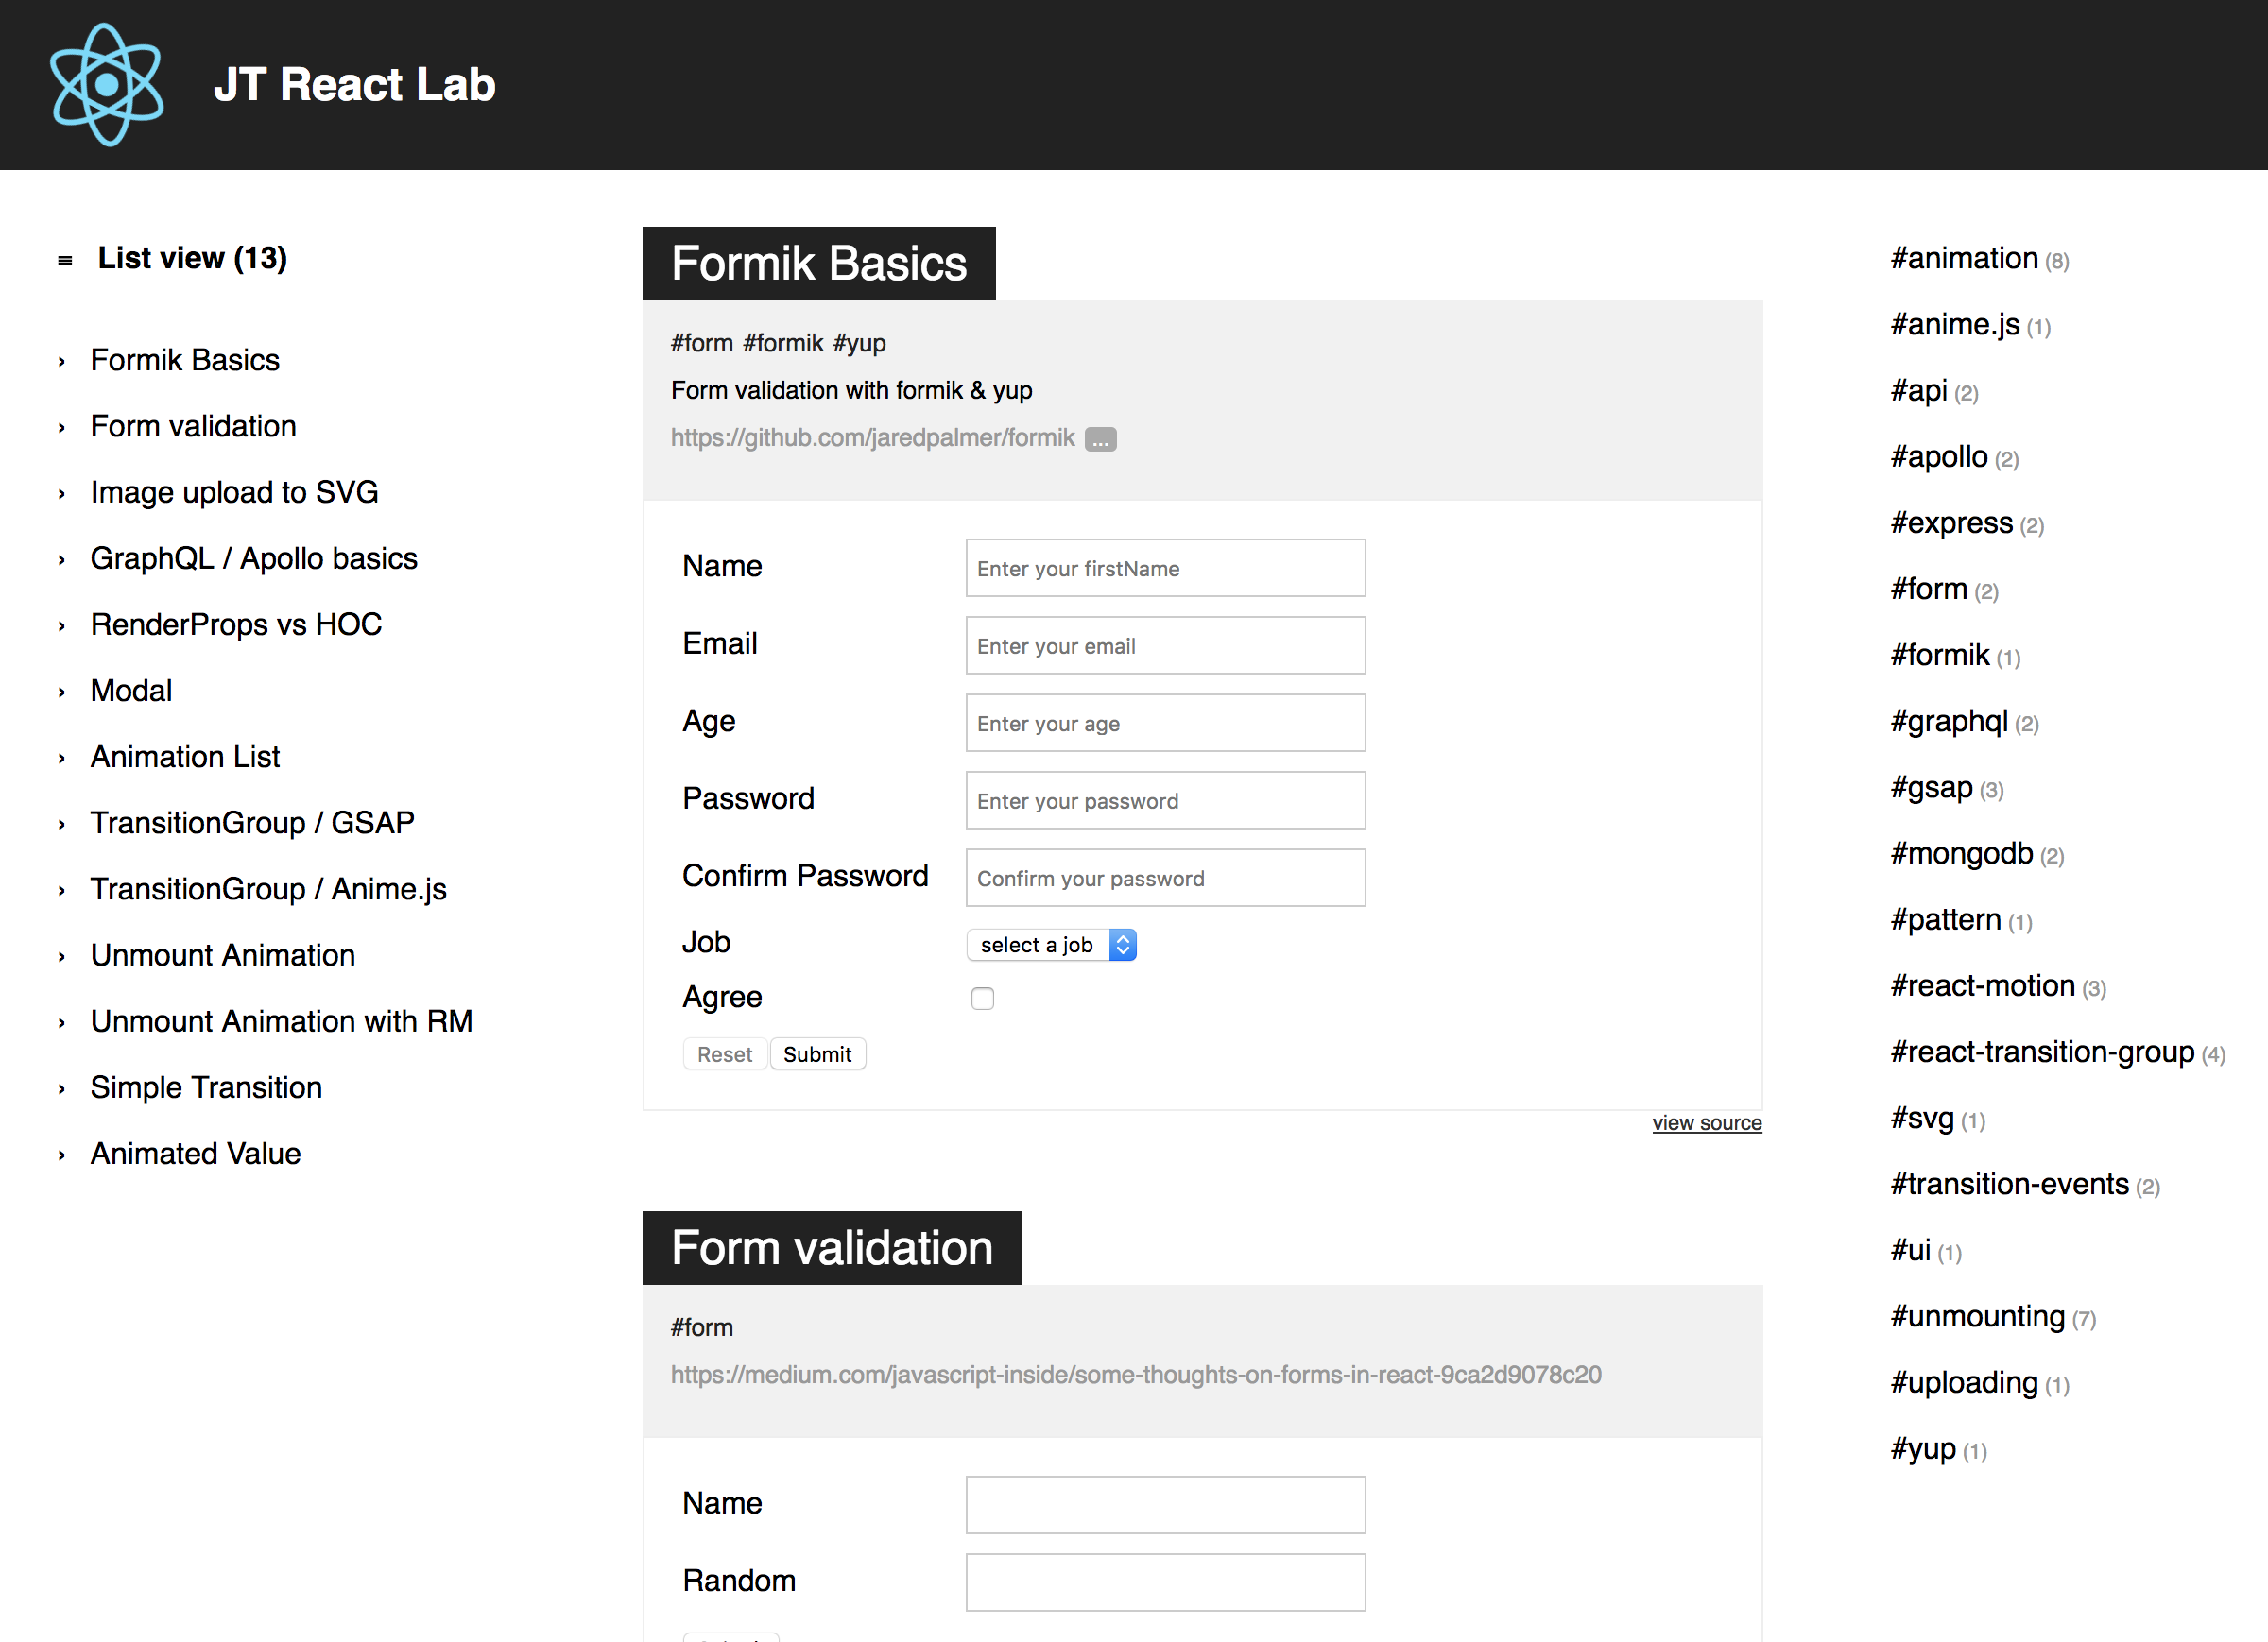 JT React Lab
≡ List view (13)
› Formik Basics
› Form validation
› Image upload to SVG
› GraphQL / Apollo basics
› RenderProps vs HOC
› Modal
› Animation List
› TransitionGroup / GSAP
› TransitionGroup / Anime.js
› Unmount Animation
› Unmount Animation with RM
› Simple Transition
› Animated Value
Formik Basics
#form #formik #yup
Form validation with formik & yup
https://github.com/jaredpalmer/formik ...
Name Enter your firstName
Email Enter your email
Age Enter your age
Password Enter your password
Confirm Password Confirm your password
Job select a job
Agree
Reset Submit
view source
Form validation
#form
https://medium.com/javascript-inside/some-thoughts-on-forms-in-react-9ca2d9078c20
Name
Random
#animation (8)
#anime.js (1)
#api (2)
#apollo (2)
#express (2)
#form (2)
#formik (1)
#graphql (2)
#gsap (3)
#mongodb (2)
#pattern (1)
#react-motion (3)
#react-transition-group (4)
#svg (1)
#transition-events (2)
#ui (1)
#unmounting (7)
#uploading (1)
#yup (1)